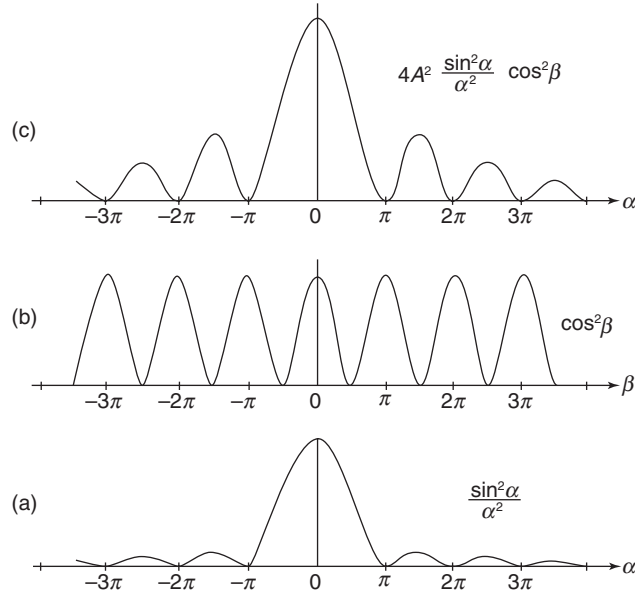 4A² sin²α/α² cos²β
(c)
−3π −2π −π 0 π 2π 3π α
(b)
cos²β
−3π −2π −π 0 π 2π 3π β
(a)
sin²α/α²
−3π −2π −π 0 π 2π 3π α